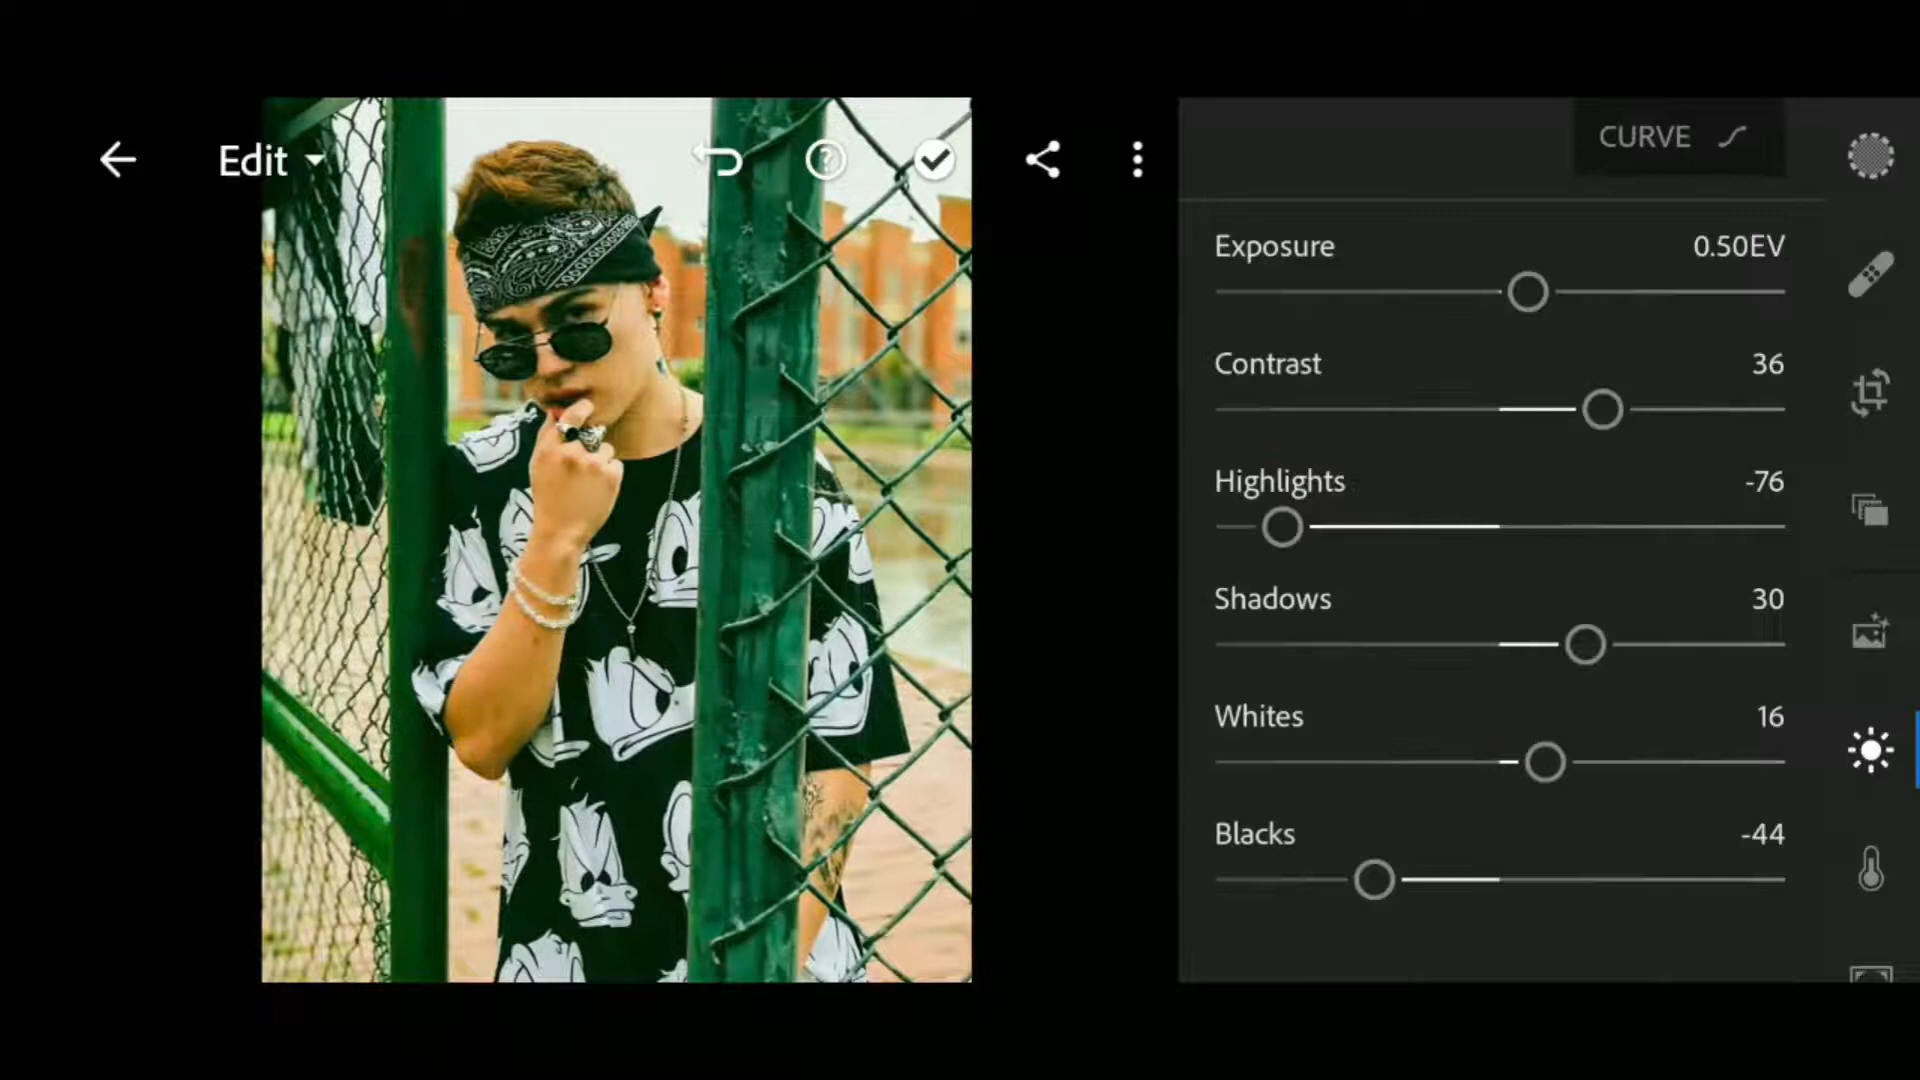 Edit
CURVE
Exposure 0.50EV
Contrast 36
Highlights -76
Shadows 30
Whites 16
Blacks -44